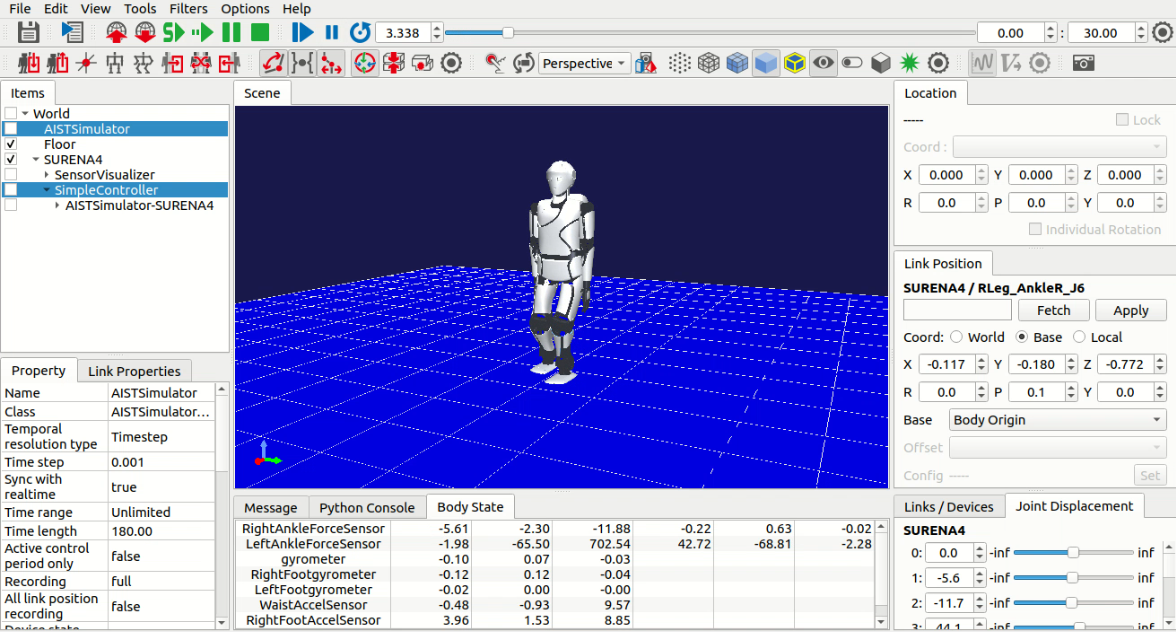 File Edit View Tools Filters Options Help
3.338 0.00 : 30.00
Perspective
Items
World
AISTSimulator
Floor
SURENA4
SensorVisualizer
SimpleController
AISTSimulator-SURENA4
Property Link Properties
Name AISTSimulator
Class AISTSimulator...
Temporal resolution type Timestep
Time step 0.001
Sync with realtime true
Time range Unlimited
Time length 180.00
Active control period only false
Recording full
All link position recording false
Scene
Message Python Console Body State
RightAnkleForceSensor -5.61 -2.30 -11.88 -0.22 0.63 -0.02
LeftAnkleForceSensor -1.98 -65.50 702.54 42.72 -68.81 -2.28
gyrometer -0.10 0.07 -0.03
RightFootgyrometer -0.12 0.12 -0.04
LeftFootgyrometer -0.02 0.00 -0.00
WaistAccelSensor -0.48 -0.93 9.57
RightFootAccelSensor 3.96 1.53 8.85
Location
----- Lock
Coord :
X 0.000 Y 0.000 Z 0.000
R 0.0 P 0.0 Y 0.0
Individual Rotation
Link Position
SURENA4 / RLeg_AnkleR_J6
Fetch Apply
Coord: World Base Local
X -0.117 Y -0.180 Z -0.772
R 0.0 P 0.1 Y 0.0
Base Body Origin
Offset
Config ----- Set
Links / Devices Joint Displacement
SURENA4
0: 0.0 -inf inf
1: -5.6 -inf inf
2: -11.7 -inf inf
3: 44.1 -inf inf